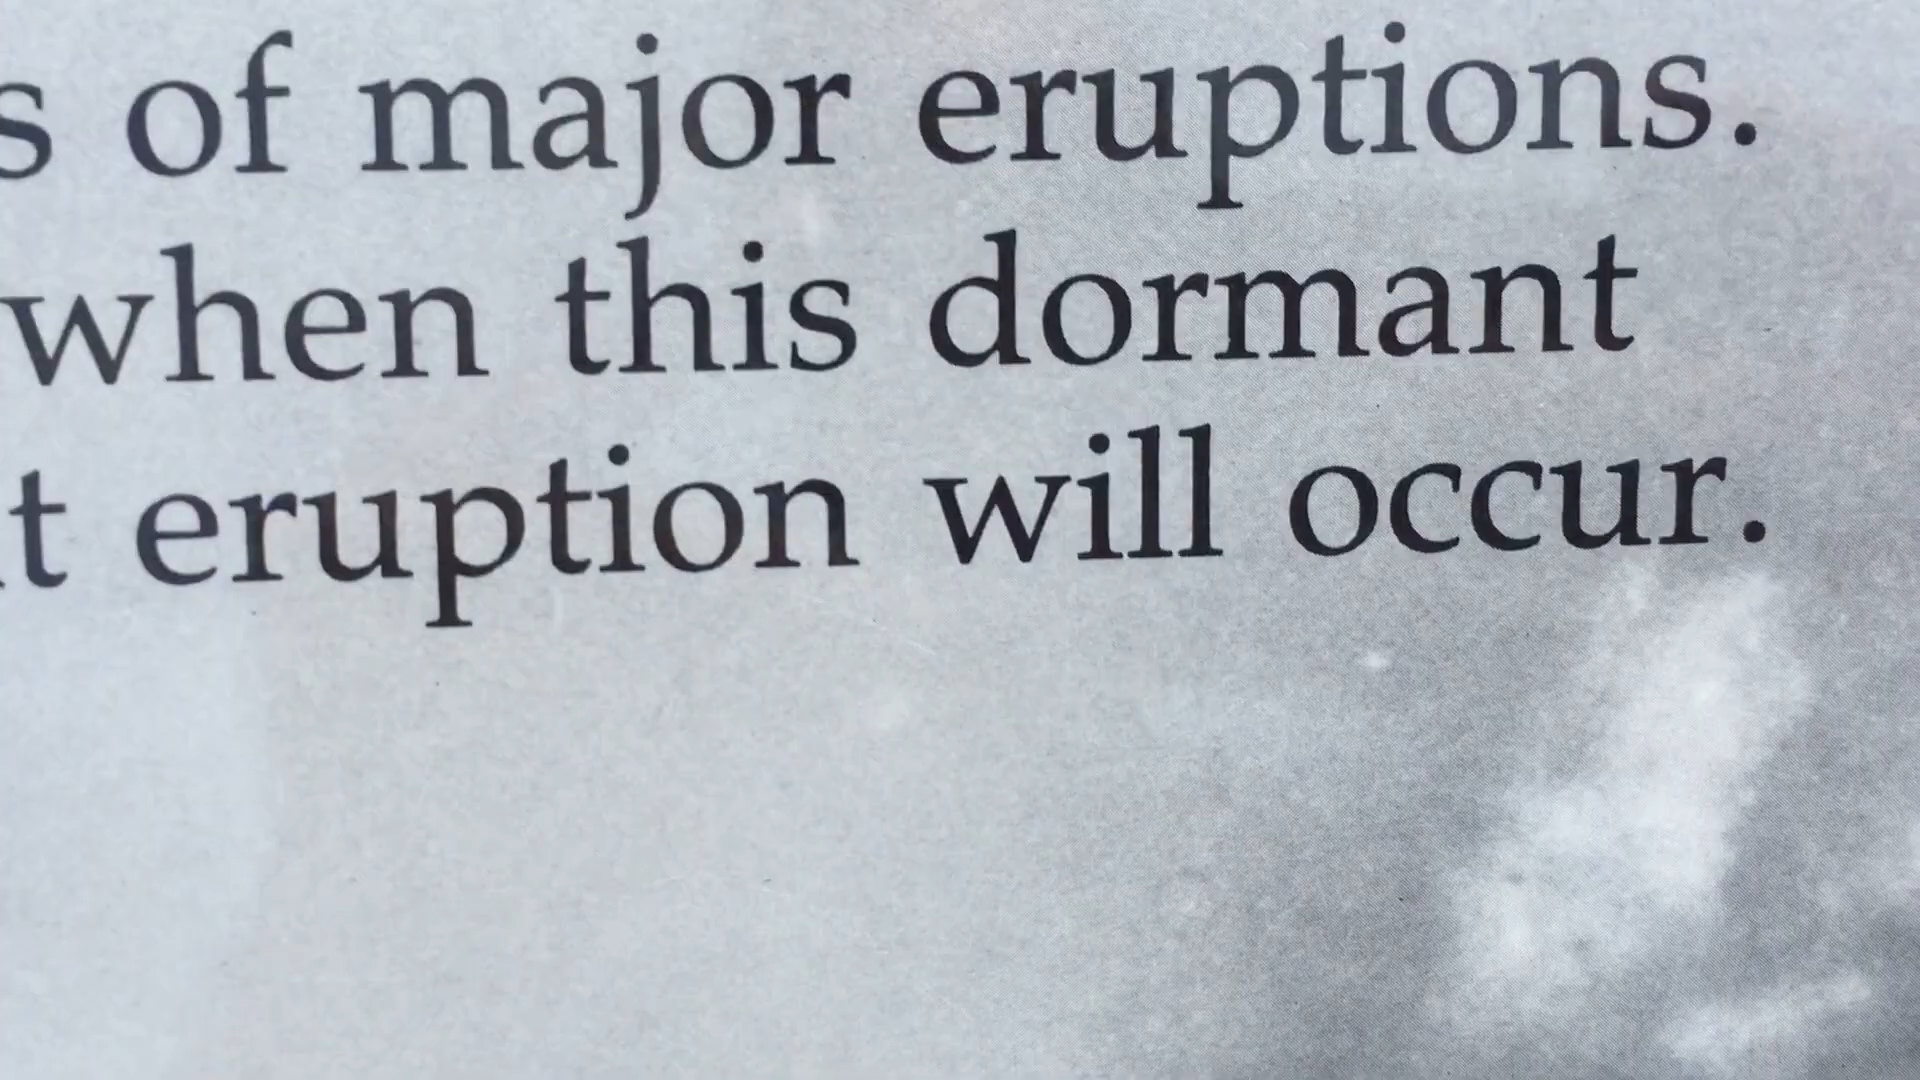 s of major eruptions.
when this dormant
t eruption will occur.